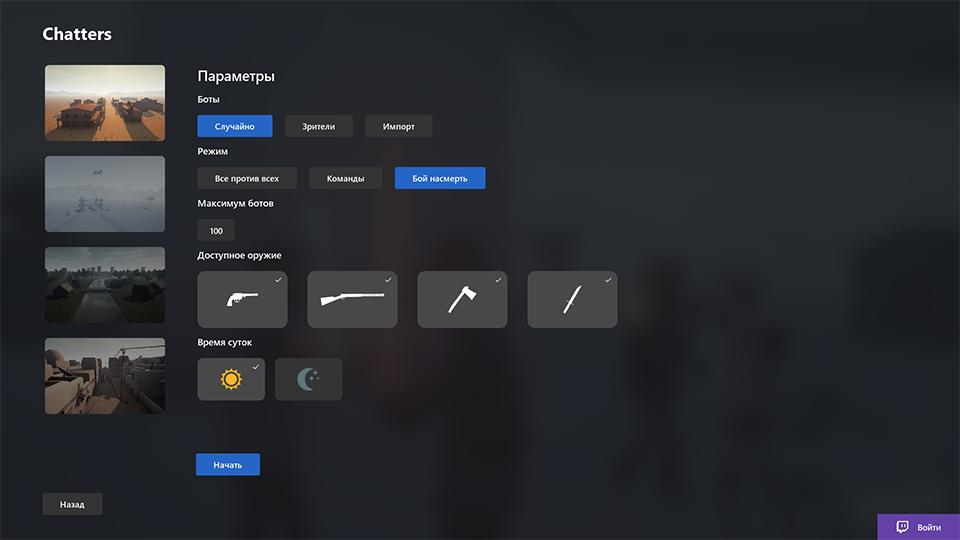 Chatters
Параметры
Боты
Случайно Зрители Импорт
Режим
Все против всех Команды Бой насмерть
Максимум ботов
100
Доступное оружие
Время суток
Начать
Назад
Войти